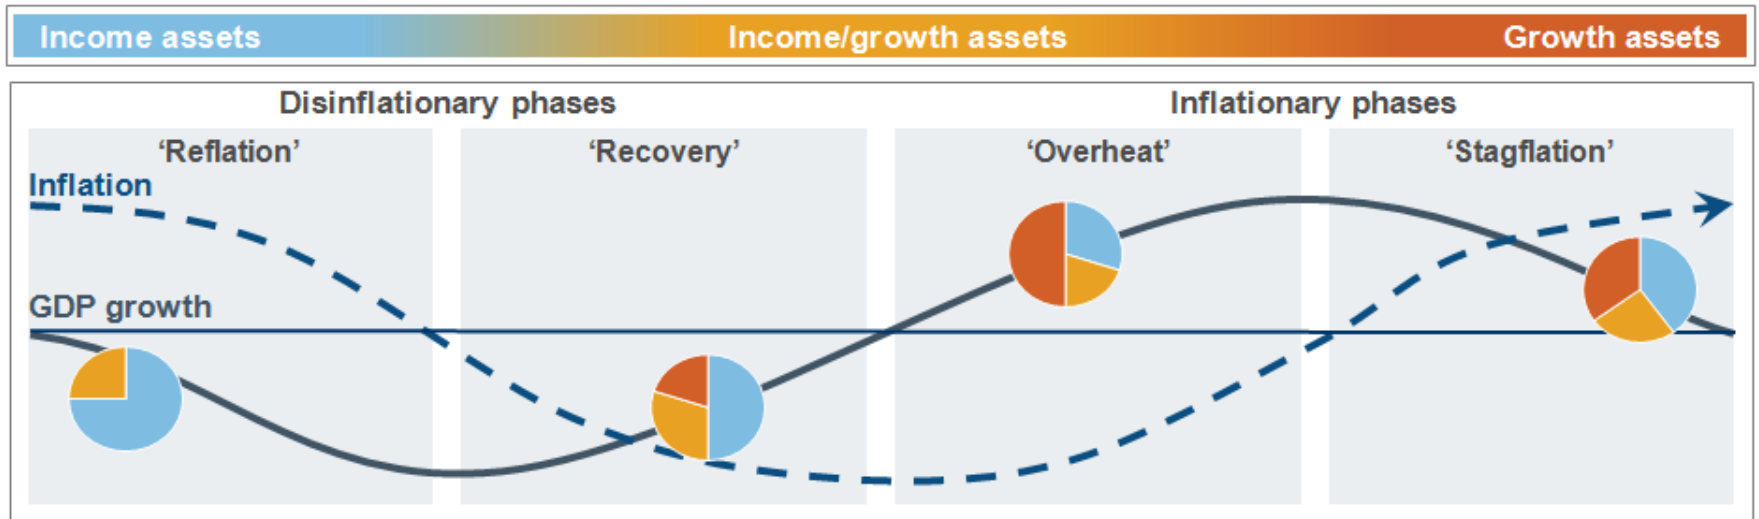 Income assets
Income/growth assets
Growth assets
Disinflationary phases
Inflationary phases
‘Reflation’
‘Recovery’
‘Overheat’
‘Stagflation’
Inflation
GDP growth